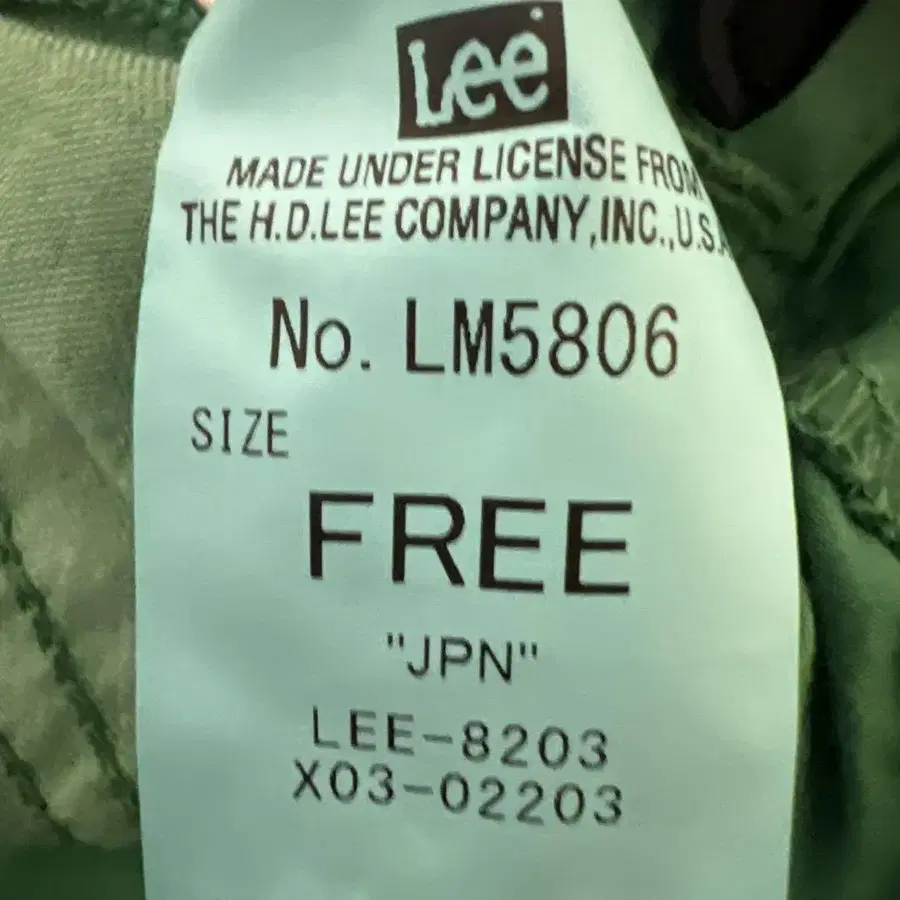 Lee
MADE UNDER LICENSE FROM
THE H.D.LEE COMPANY,INC.,U.S.A
No. LM5806
SIZE
FREE
"JPN"
LEE-8203
X03-02203